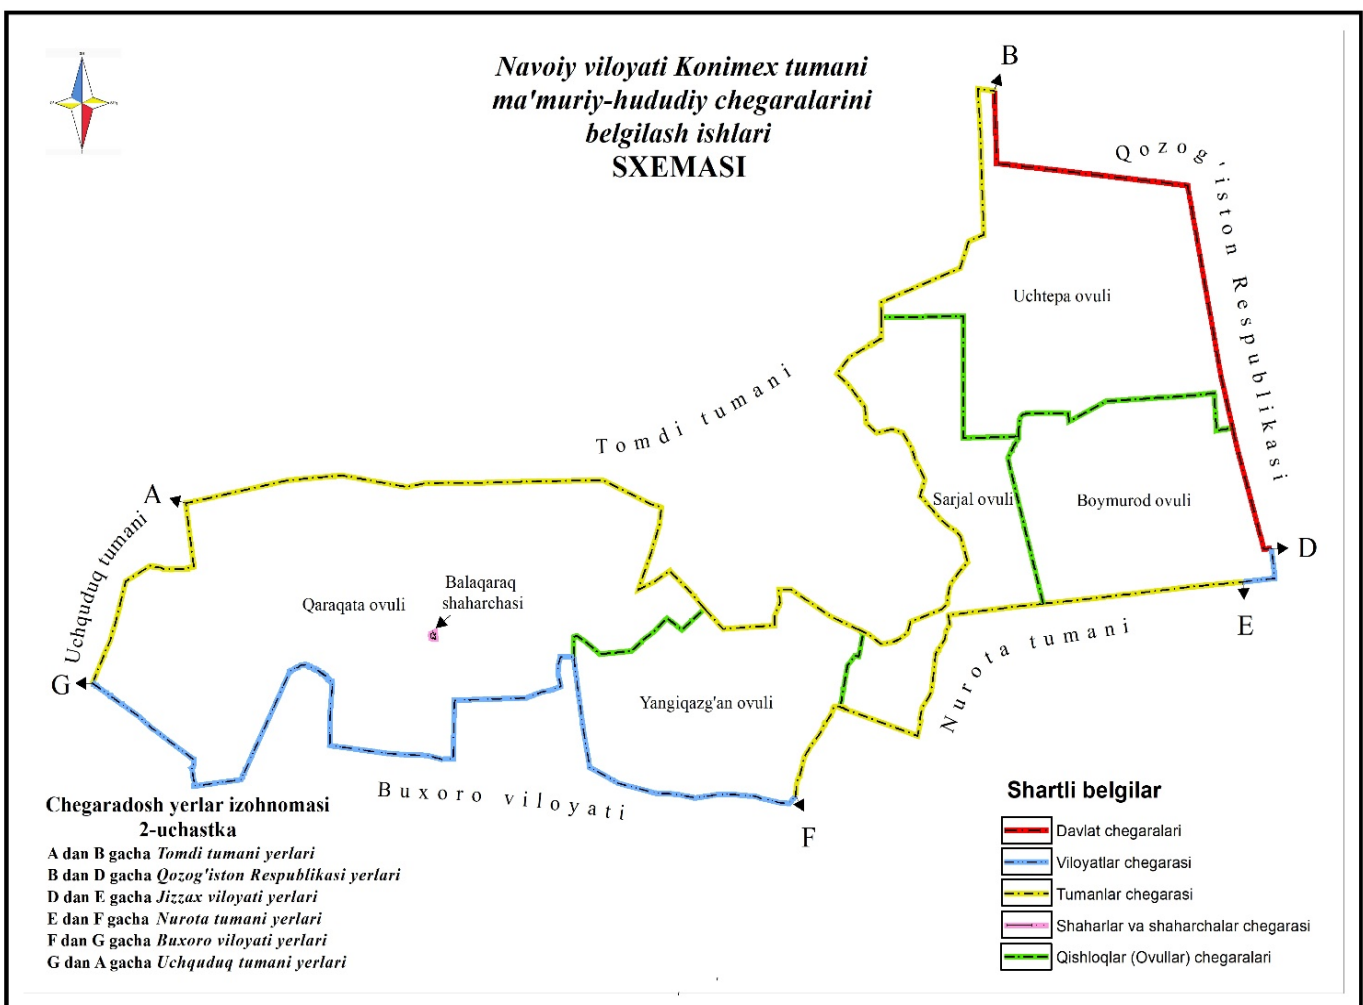 Navoiy viloyati Konimex tumani
ma'muriy-hududiy chegaralarini
belgilash ishlari
SXEMASI
B
Qozog'iston Respublikasi
Uchtepa ovuli
Tomdi tumani
A
Sarjal ovuli
Boymurod ovuli
Uchquduq tumani
D
Balaqaraq
shaharchasi
Qaraqata ovuli
E
Nurota tumani
G
Yangiqazg'an ovuli
Buxoro viloyati
F
Chegaradosh yerlar izohnomasi
2-uchastka
A dan B gacha Tomdi tumani yerlari
B dan D gacha Qozog'iston Respublikasi yerlari
D dan E gacha Jizzax viloyati yerlari
E dan F gacha Nurota tumani yerlari
F dan G gacha Buxoro viloyati yerlari
G dan A gacha Uchquduq tumani yerlari
Shartli belgilar
Davlat chegaralari
Viloyatlar chegarasi
Tumanlar chegarasi
Shaharlar va shaharchalar chegarasi
Qishloqlar (Ovullar) chegaralari